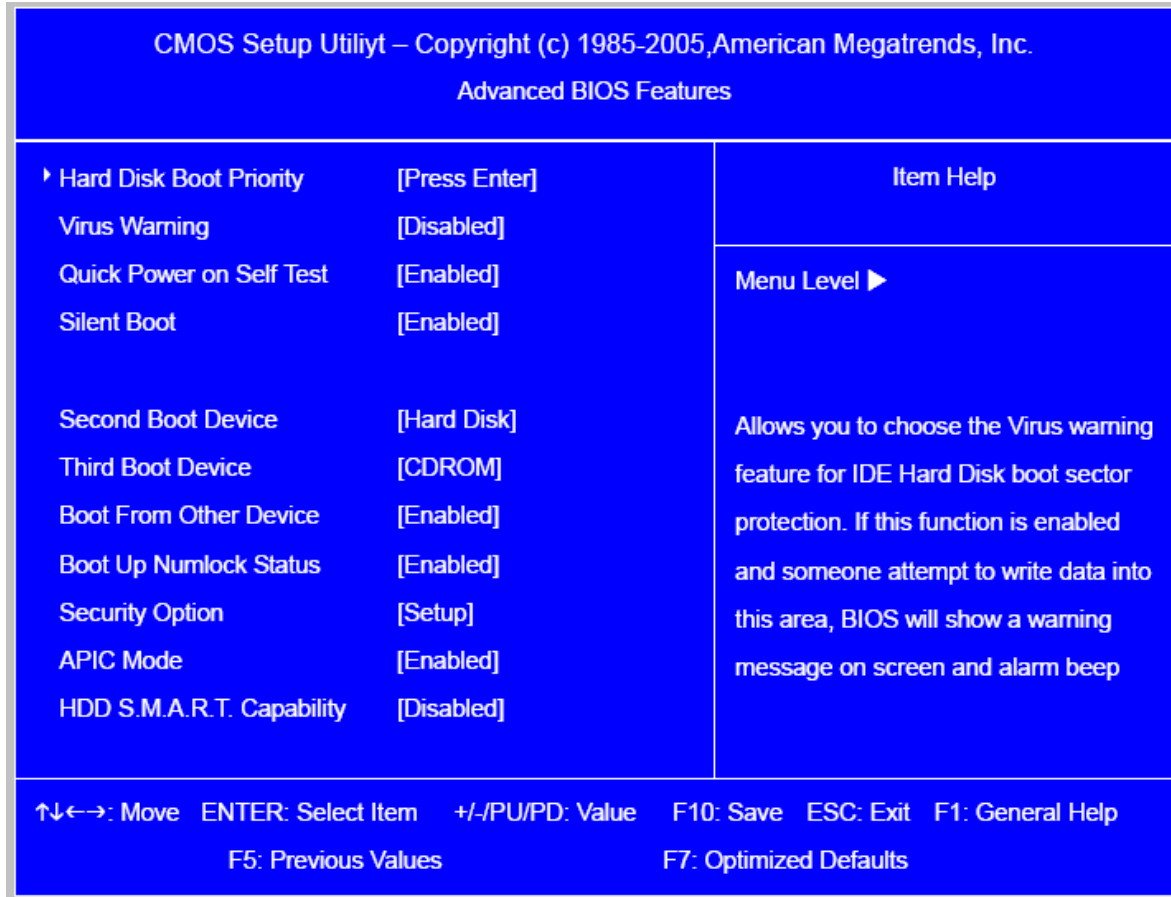 CMOS Setup Utiliyt – Copyright (c) 1985-2005,American Megatrends, Inc.
Advanced BIOS Features
Hard Disk Boot Priority [Press Enter]
Virus Warning [Disabled]
Quick Power on Self Test [Enabled]
Silent Boot [Enabled]
Second Boot Device [Hard Disk]
Third Boot Device [CDROM]
Boot From Other Device [Enabled]
Boot Up Numlock Status [Enabled]
Security Option [Setup]
APIC Mode [Enabled]
HDD S.M.A.R.T. Capability [Disabled]
Item Help
Menu Level ▶
Allows you to choose the Virus warning
feature for IDE Hard Disk boot sector
protection. If this function is enabled
and someone attempt to write data into
this area, BIOS will show a warning
message on screen and alarm beep
↑↓←→: Move ENTER: Select Item +/-/PU/PD: Value F10: Save ESC: Exit F1: General Help
F5: Previous Values F7: Optimized Defaults